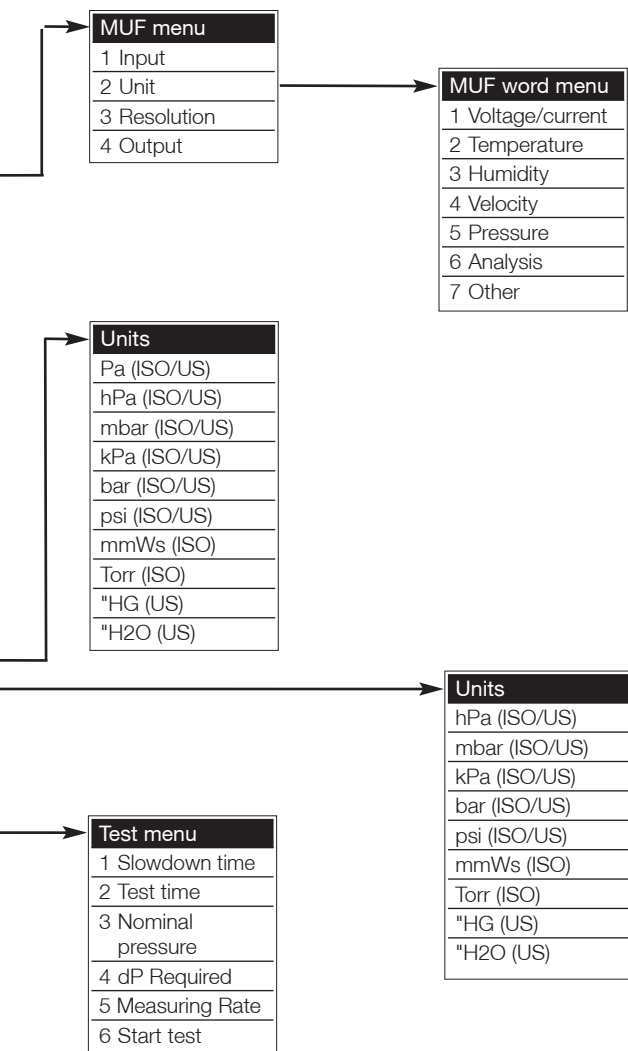 MUF menu
1 Input
2 Unit
3 Resolution
4 Output
MUF word menu
1 Voltage/current
2 Temperature
3 Humidity
4 Velocity
5 Pressure
6 Analysis
7 Other
Units
Pa (ISO/US)
hPa (ISO/US)
mbar (ISO/US)
kPa (ISO/US)
bar (ISO/US)
psi (ISO/US)
mmWs (ISO)
Torr (ISO)
"HG (US)
"H2O (US)
Units
hPa (ISO/US)
mbar (ISO/US)
kPa (ISO/US)
bar (ISO/US)
psi (ISO/US)
mmWs (ISO)
Torr (ISO)
"HG (US)
"H2O (US)
Test menu
1 Slowdown time
2 Test time
3 Nominal
pressure
4 dP Required
5 Measuring Rate
6 Start test